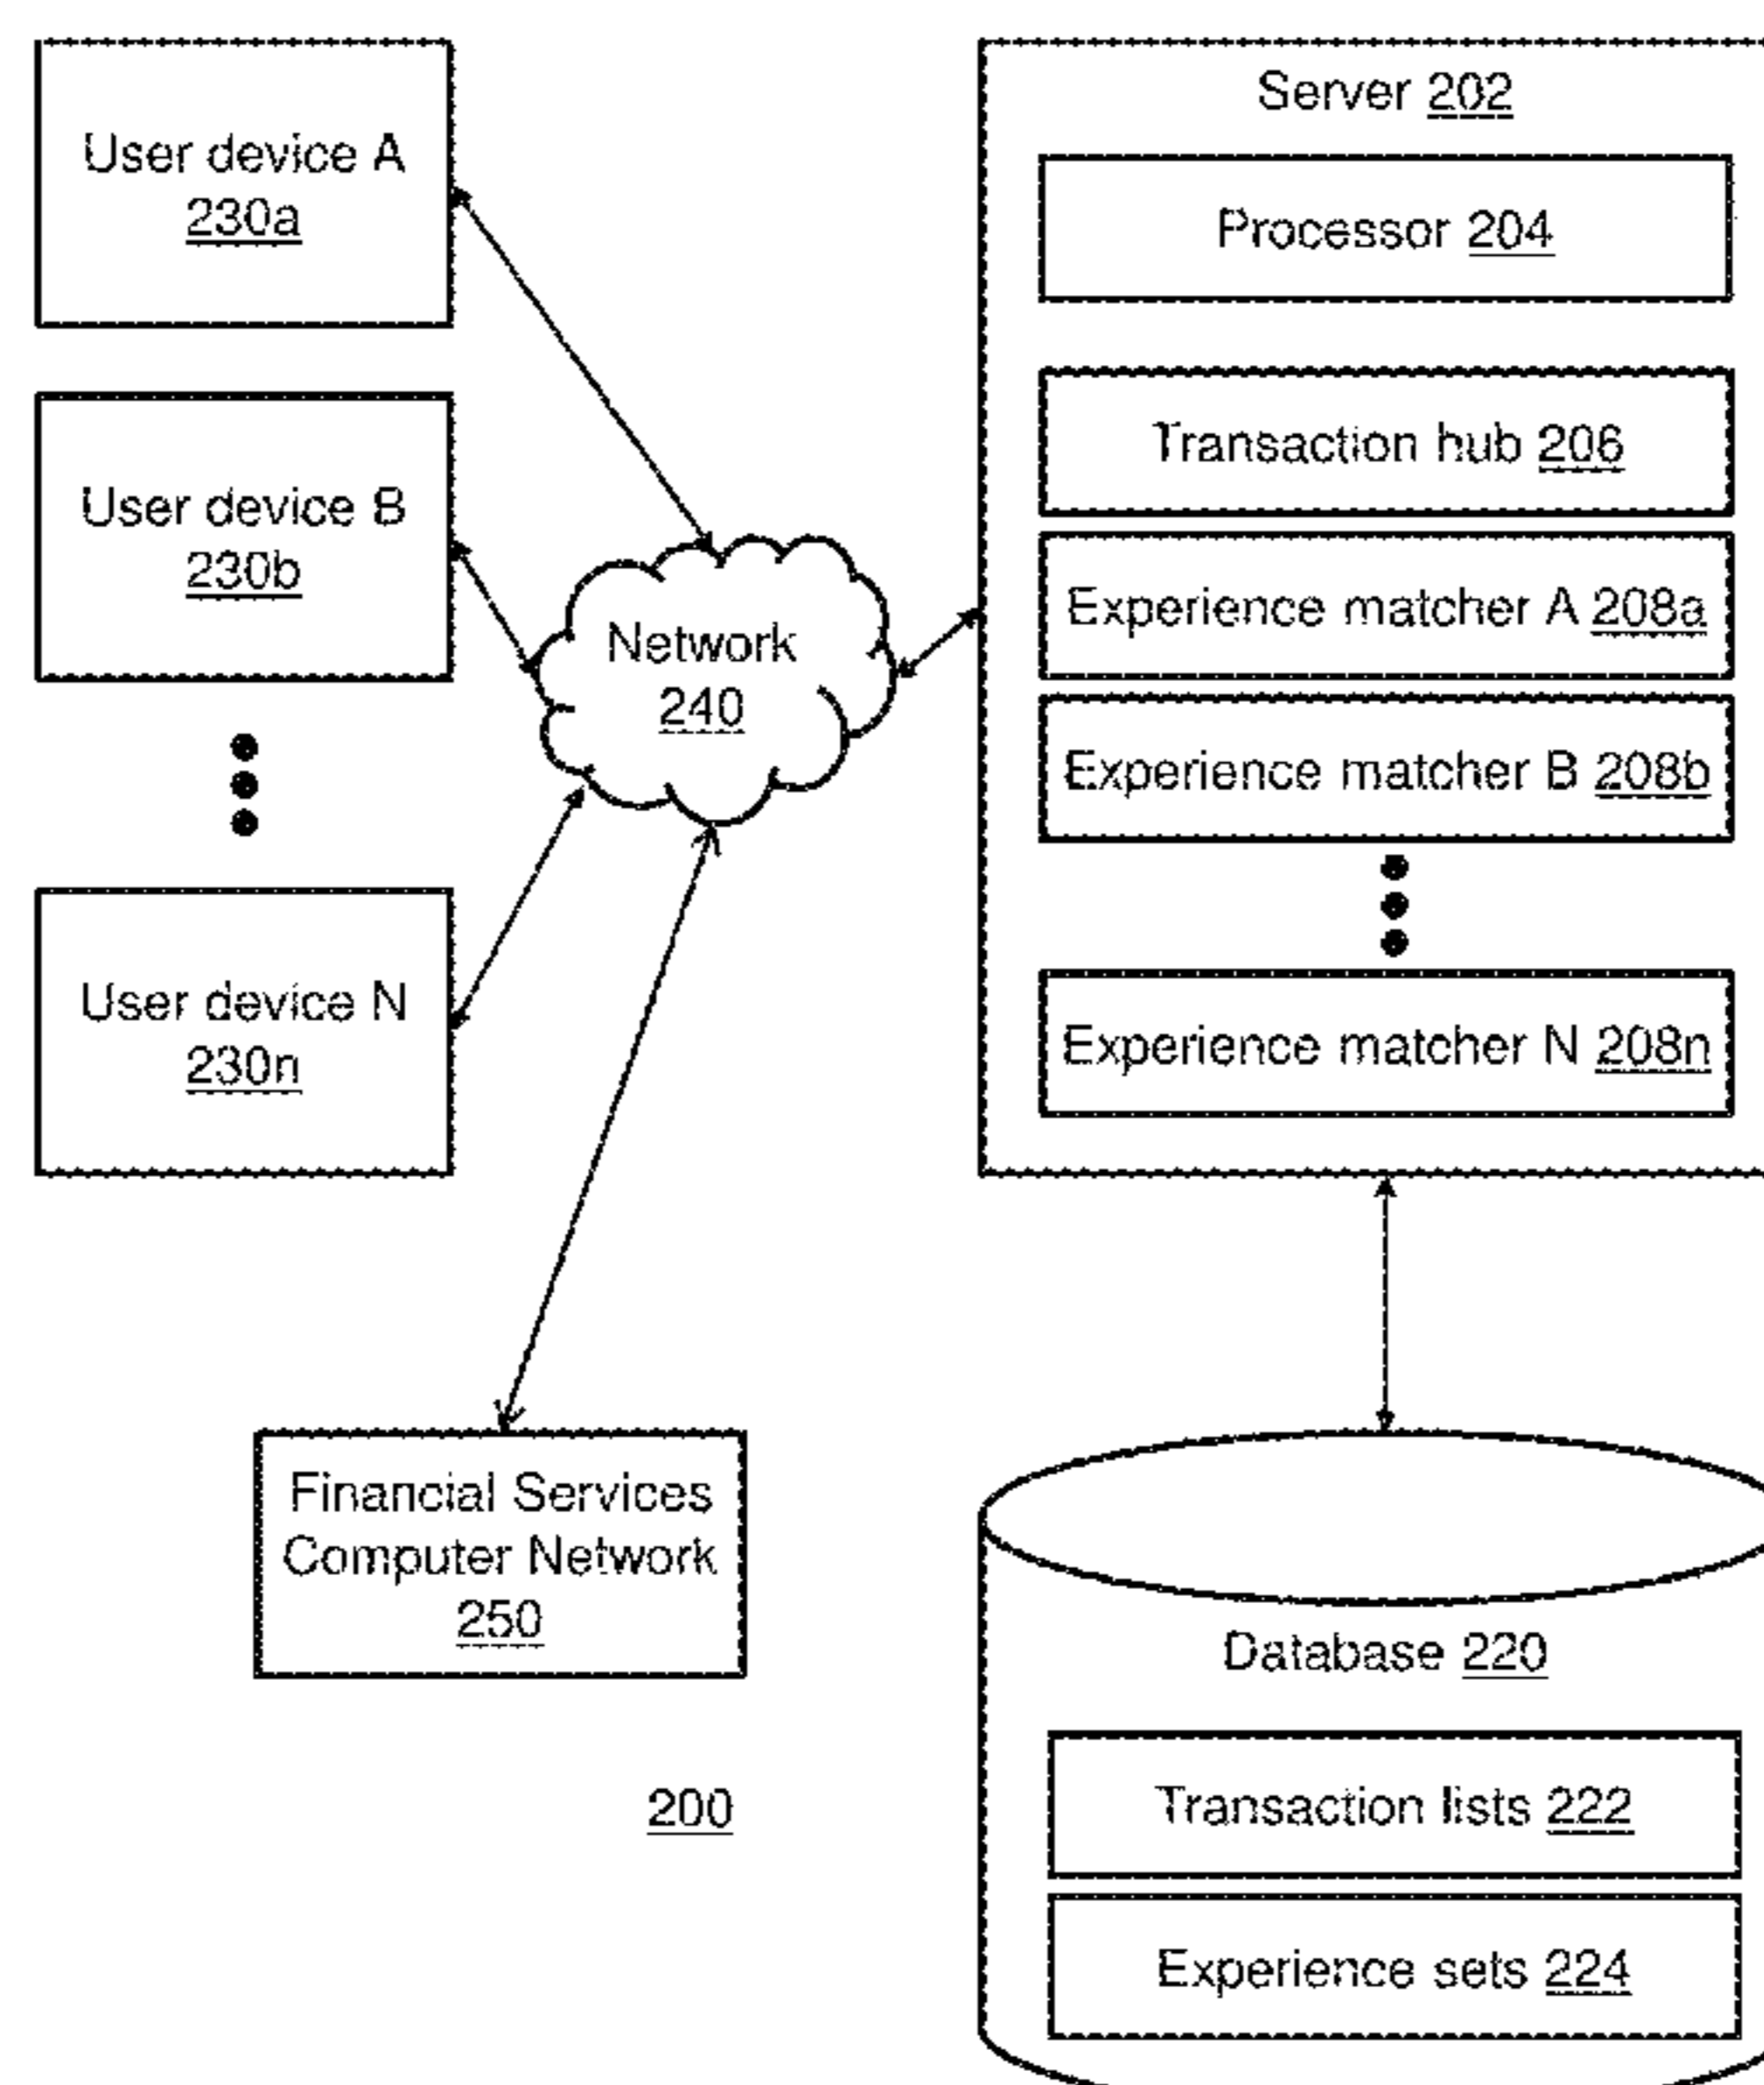 User device A
230a
User device B
230b
User device N
230n
Network
240
Financial Services
Computer Network
250
200
Server 202
Processor 204
Transaction hub 206
Experience matcher A 208a
Experience matcher B 208b
Experience matcher N 208n
Database 220
Transaction lists 222
Experience sets 224